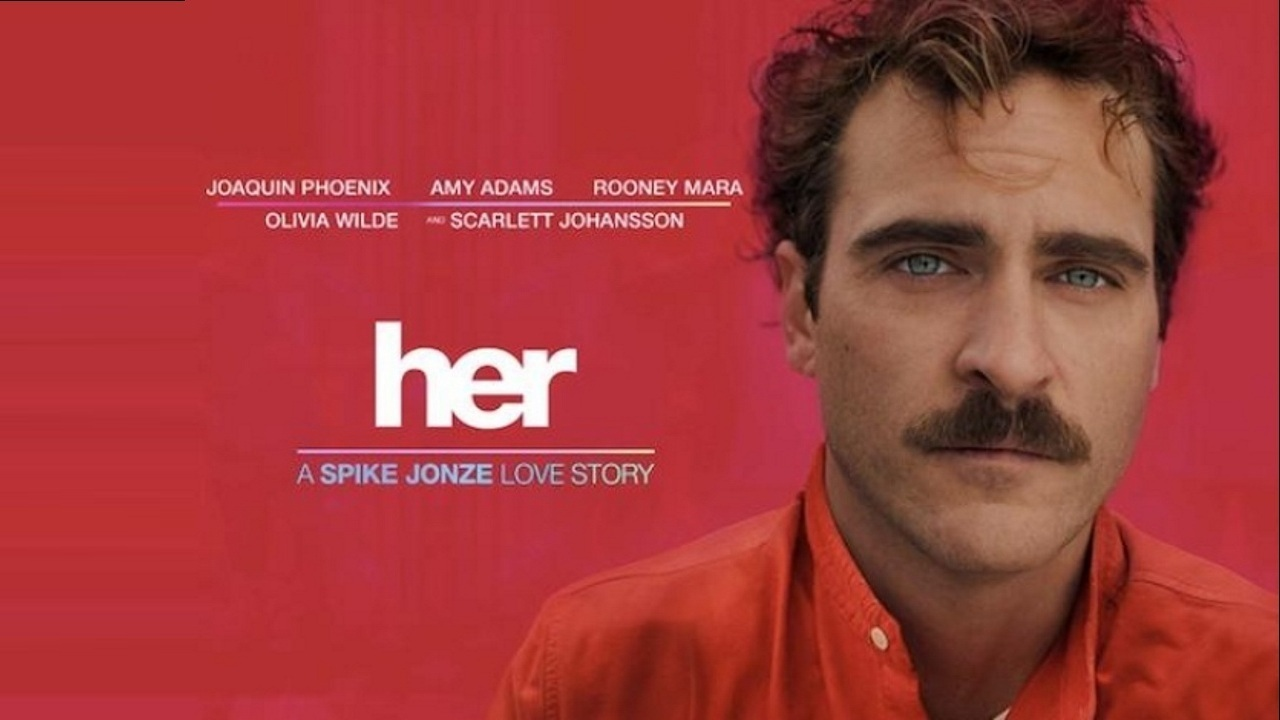 JOAQUIN PHOENIX AMY ADAMS ROONEY MARA
OLIVIA WILDE AND SCARLETT JOHANSSON
her
A SPIKE JONZE LOVE STORY